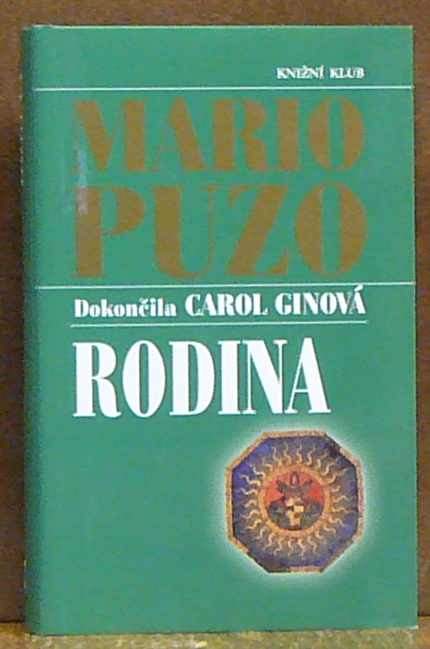 KNIŽNÍ KLUB
MARIO
PUZO
Dokončila CAROL GINOVÁ
RODINA